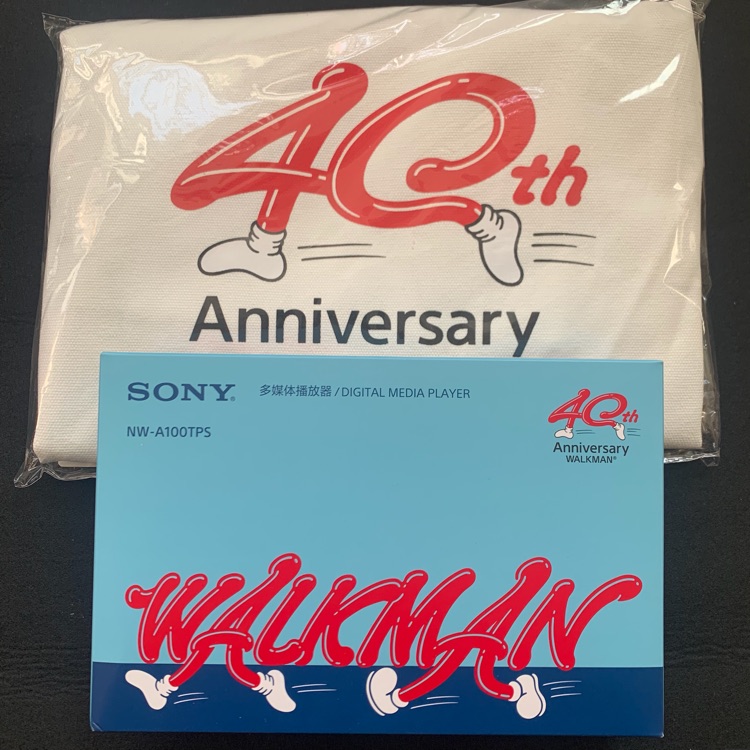 40th
Anniversary
SONY®
多媒体播放器/DIGITAL MEDIA PLAYER
NW-A100TPS
40th
Anniversary
WALKMAN®
WALKMAN